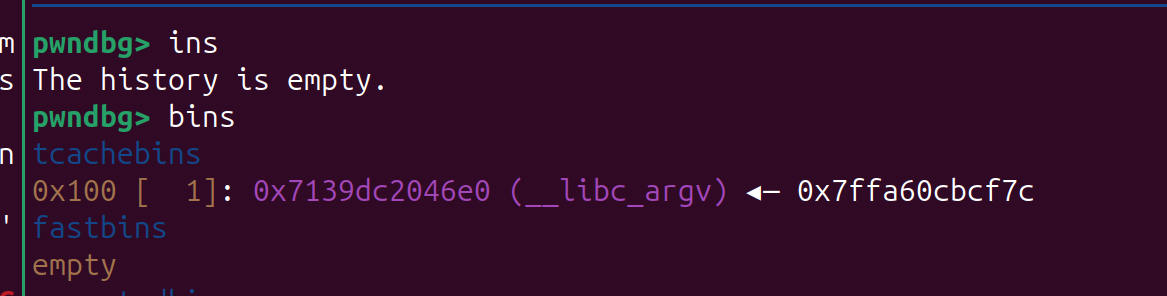 m pwndbg> ins
s The history is empty.
pwndbg> bins
n tcachebins
0x100 [  1]: 0x7139dc2046e0 (__libc_argv) ◂— 0x7ffa60cbcf7c
' fastbins
empty